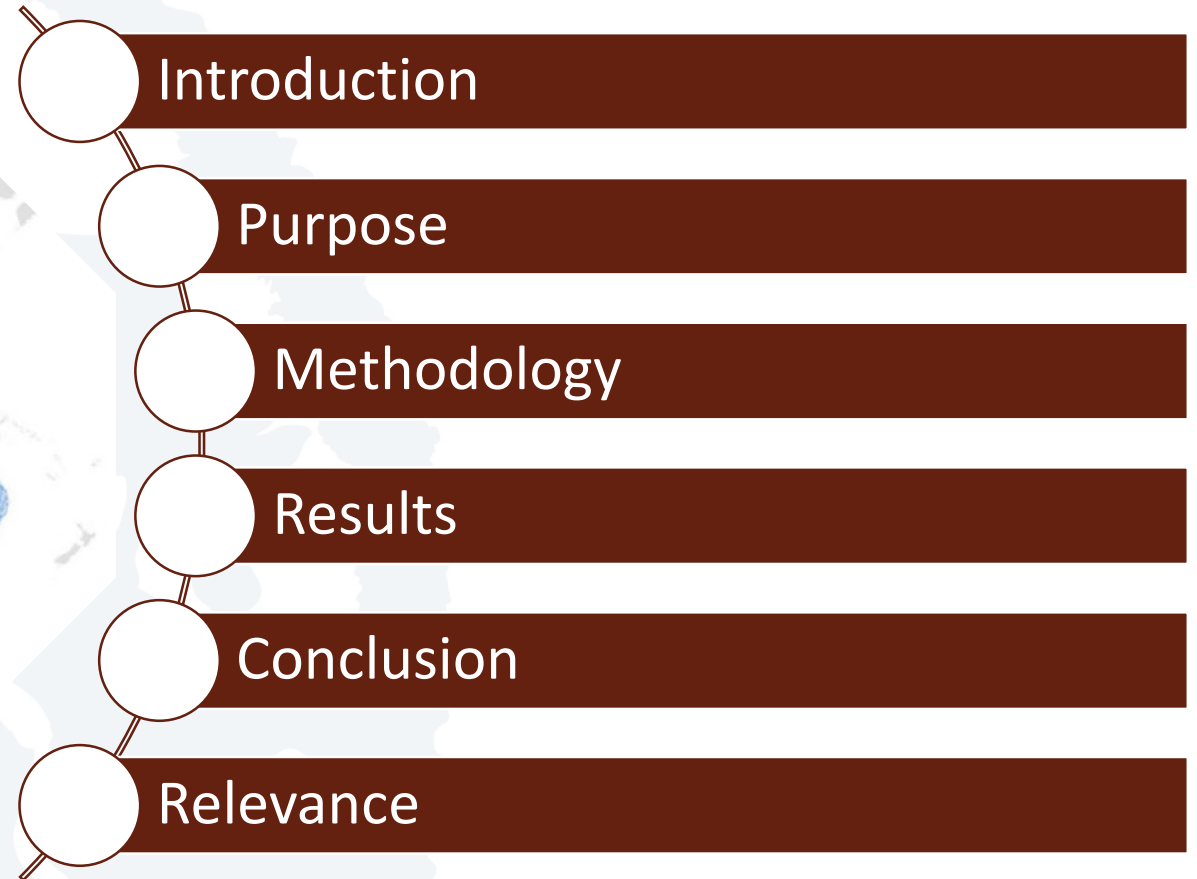 Introduction
Purpose
Methodology
Results
Conclusion
Relevance